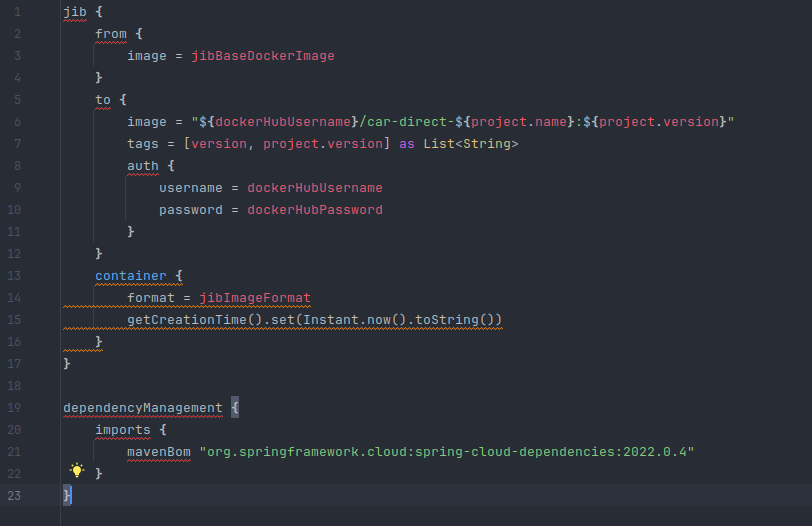 1 jib {
2     from {
3         image = jibBaseDockerImage
4     }
5     to {
6         image = "${dockerHubUsername}/car-direct-${project.name}:${project.version}"
7         tags = [version, project.version] as List<String>
8         auth {
9             username = dockerHubUsername
10             password = dockerHubPassword
11         }
12     }
13     container {
14         format = jibImageFormat
15         getCreationTime().set(Instant.now().toString())
16     }
17 }
18
19 dependencyManagement {
20     imports {
21         mavenBom "org.springframework.cloud:spring-cloud-dependencies:2022.0.4"
22     }
23 }